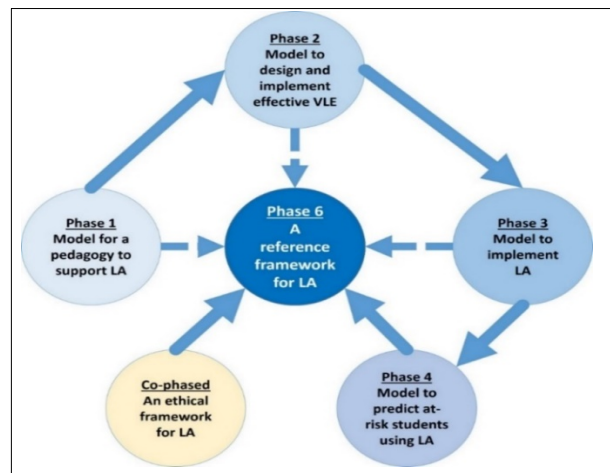 Phase 2
Model to
design and
implement
effective VLE
Phase 1
Model for a
pedagogy to
support LA
Phase 6
A
reference
framework
for LA
Phase 3
Model to
implement
LA
Co-phased
An ethical
framework
for LA
Phase 4
Model to
predict at-
risk students
using LA